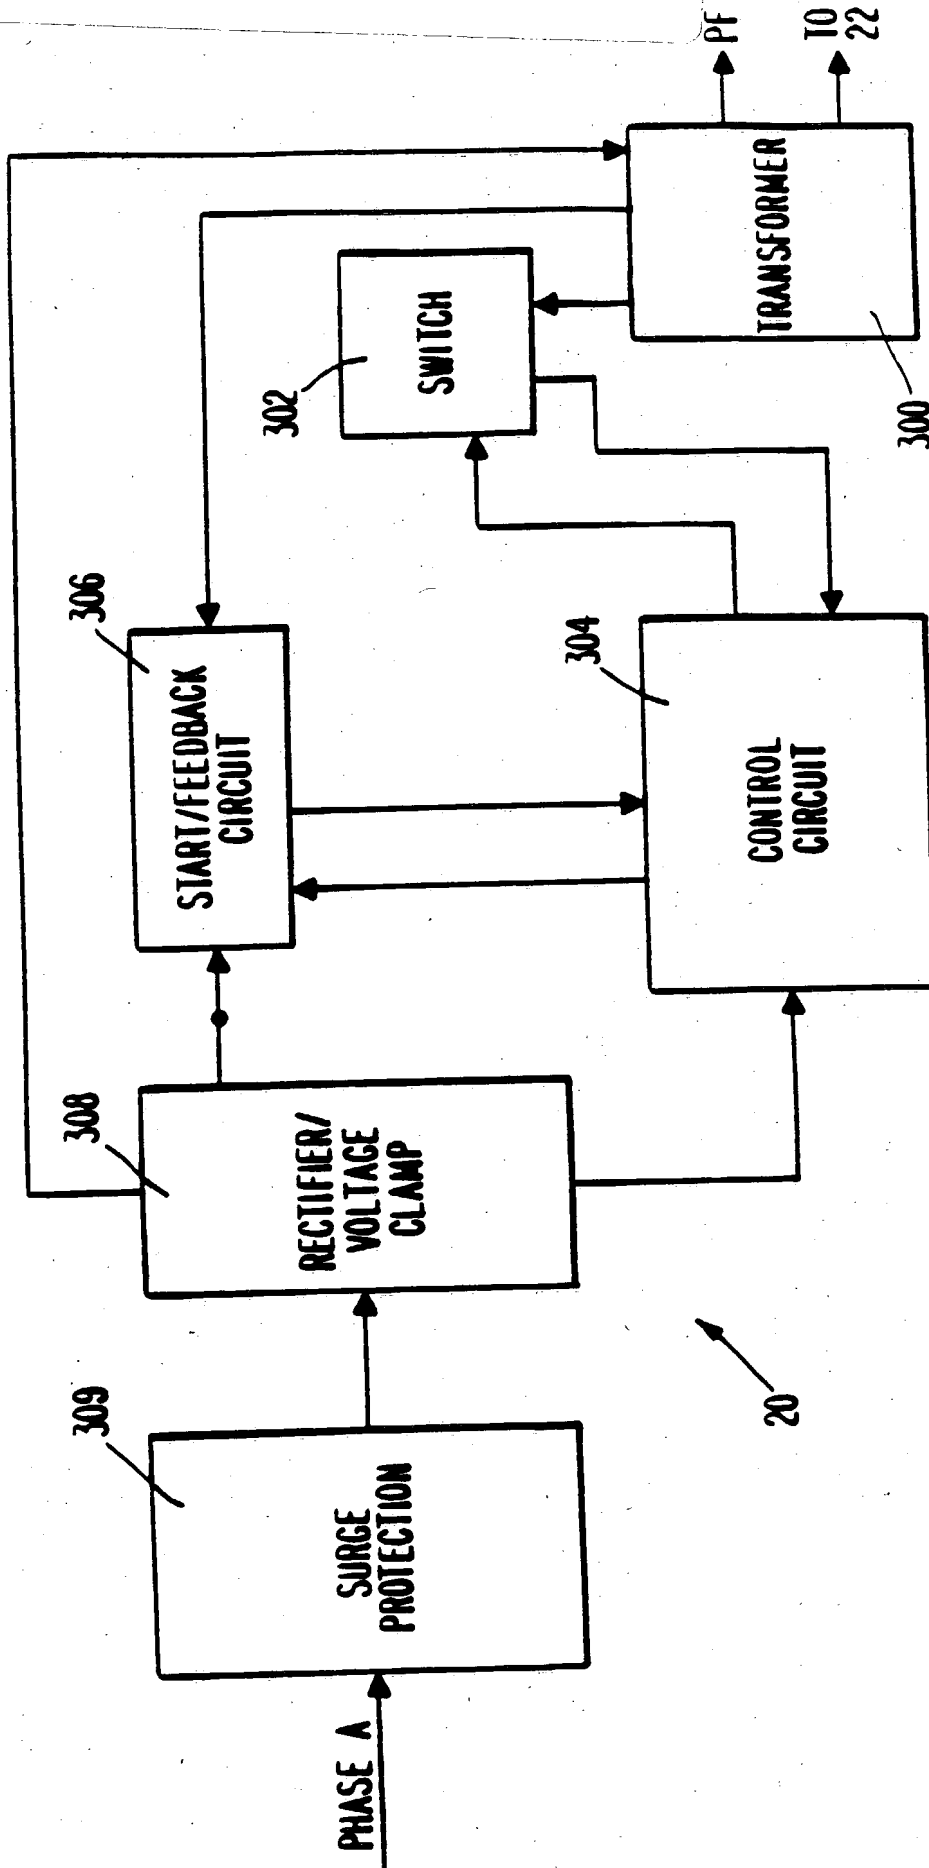 PHASE A
SURGE
PROTECTION
309
RECTIFIER/
VOLTAGE
CLAMP
308
START/FEEDBACK
CIRCUIT
306
CONTROL
CIRCUIT
304
SWITCH
302
TRANSFORMER
300
PF
TO
22
20